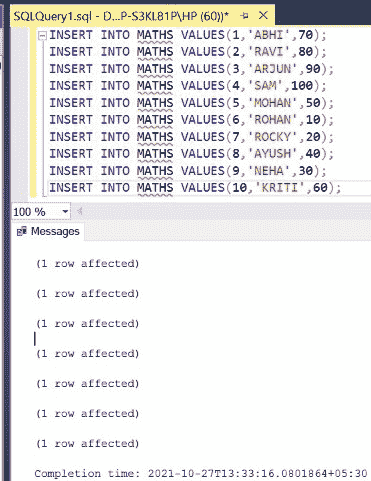 SQLQuery1.sql - D...P-S3KL81P\HP (60))*
INSERT INTO MATHS VALUES(1,'ABHI',70);
INSERT INTO MATHS VALUES(2,'RAVI',80);
INSERT INTO MATHS VALUES(3,'ARJUN',90);
INSERT INTO MATHS VALUES(4,'SAM',100);
INSERT INTO MATHS VALUES(5,'MOHAN',50);
INSERT INTO MATHS VALUES(6,'ROHAN',10);
INSERT INTO MATHS VALUES(7,'ROCKY',20);
INSERT INTO MATHS VALUES(8,'AYUSH',40);
INSERT INTO MATHS VALUES(9,'NEHA',30);
INSERT INTO MATHS VALUES(10,'KRITI',60);
100 %
Messages
(1 row affected)
(1 row affected)
(1 row affected)
(1 row affected)
(1 row affected)
(1 row affected)
(1 row affected)
Completion time: 2021-10-27T13:33:16.0801864+05:30